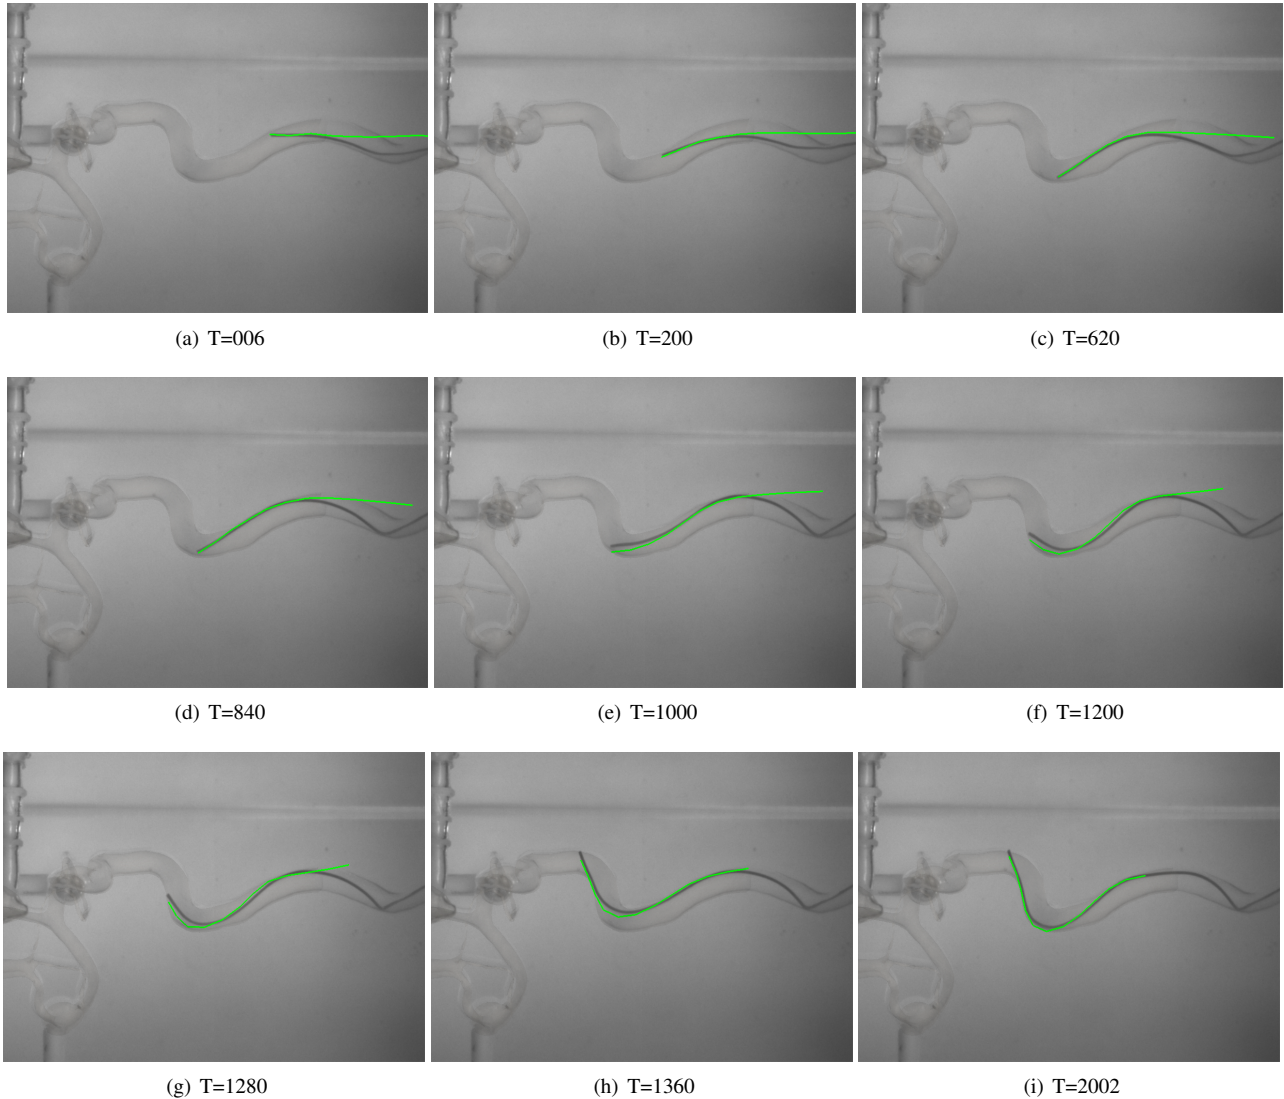 (a) T=006
(b) T=200
(c) T=620
(d) T=840
(e) T=1000
(f) T=1200
(g) T=1280
(h) T=1360
(i) T=2002